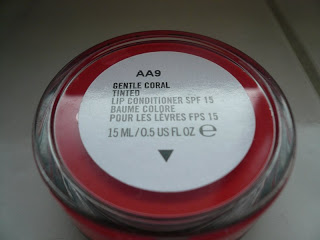 AA9
GENTLE CORAL
TINTED
LIP CONDITIONER SPF 15
BAUME COLORE
POUR LES LÈVRES FPS 15
15 ML/0.5 US FL OZ ℮